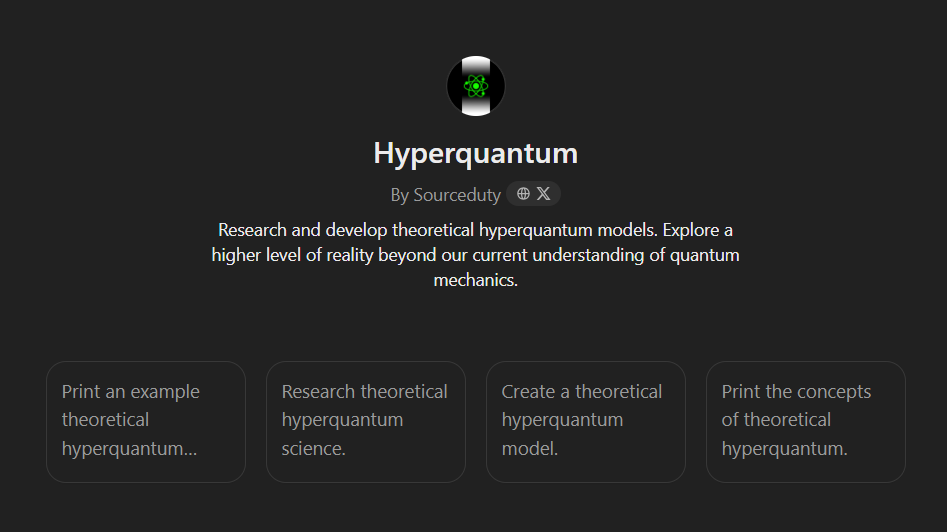 Hyperquantum
By Sourceduty
Research and develop theoretical hyperquantum models. Explore a
higher level of reality beyond our current understanding of quantum
mechanics.
Print an example
theoretical
hyperquantum...
Research theoretical
hyperquantum
science.
Create a theoretical
hyperquantum
model.
Print the concepts
of theoretical
hyperquantum.